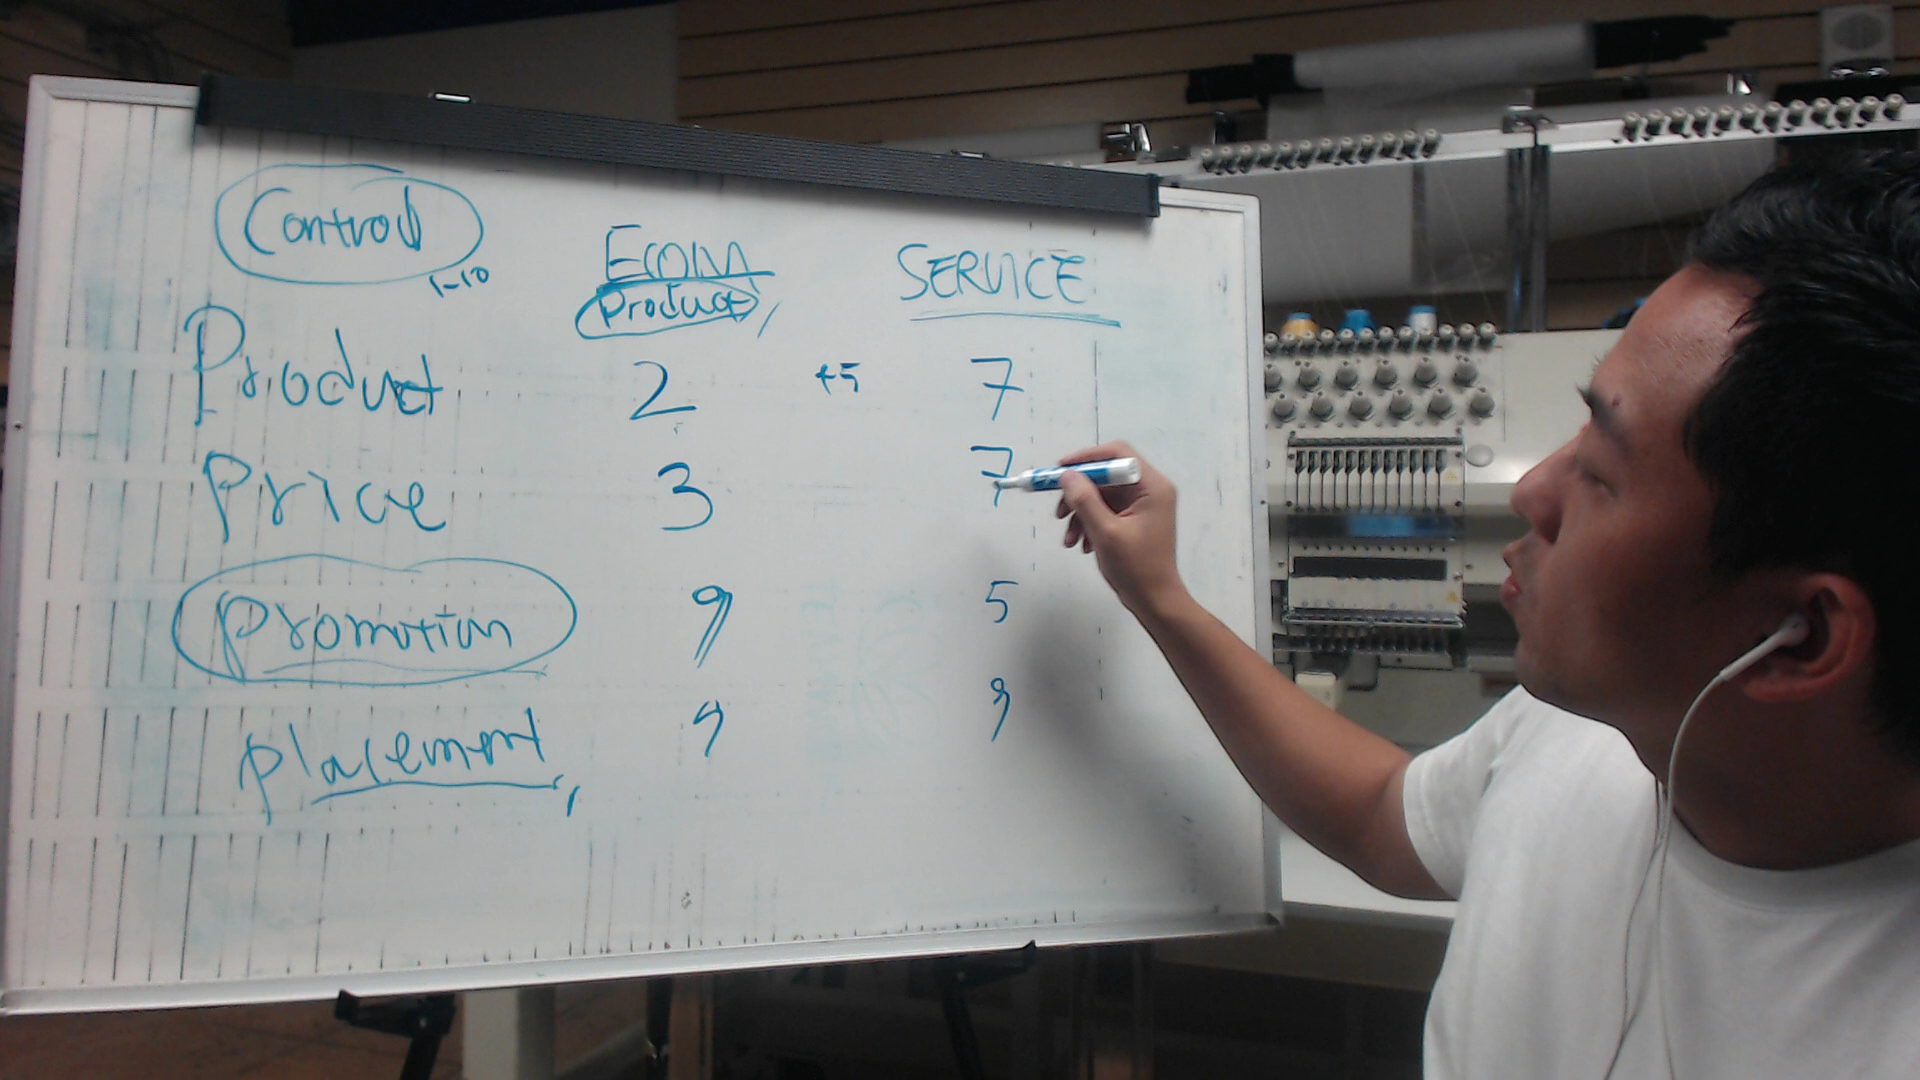 Control
1-10
Ecom
Product
SERVICE
Product 2 +5 7
Price 3 7
Promotion 9 5
Placement 9 9